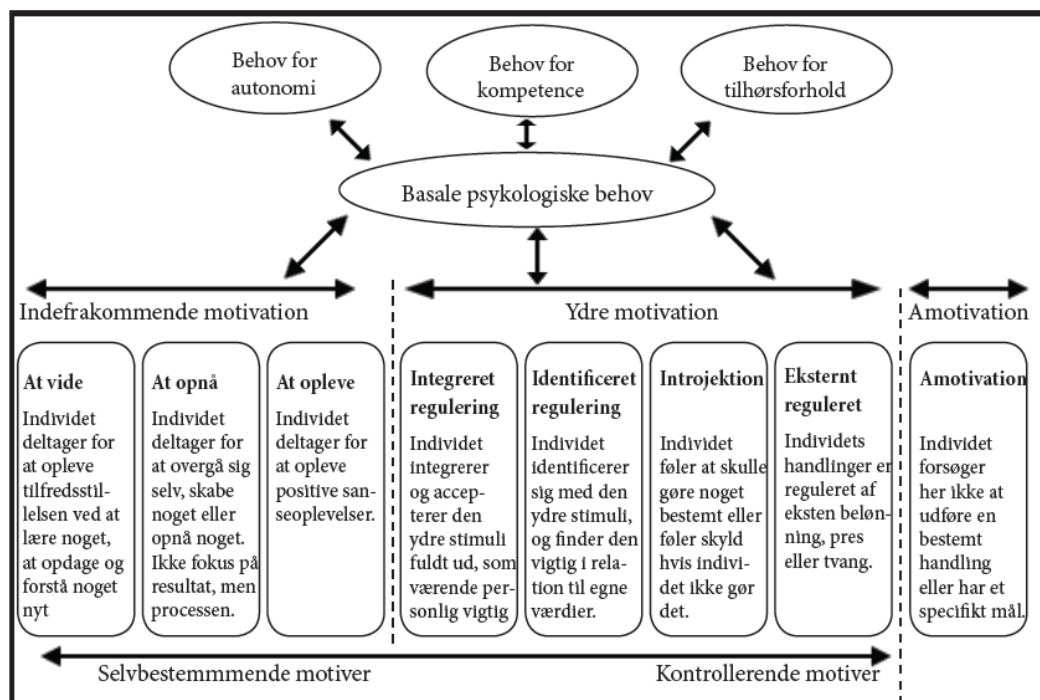 Behov for
autonomi
Behov for
kompetence
Behov for
tilhørsforhold
Basale psykologiske behov
Indefrakommende motivation
Ydre motivation
Amotivation
At vide
Individet
deltager for
at opleve
tilfredsstil-
lelsen ved at
lære noget,
at opdage og
forstå noget
nyt
At opnå
Individet
deltager for
at overgå sig
selv, skabe
noget eller
opnå noget.
Ikke fokus på
resultat, men
processen.
At opleve
Individet
deltager for
at opleve
positive san-
seoplevelser.
Integreret
regulering
Individet
integrerer
og accep-
terer den
ydre stimuli
fuldt ud, som
værende per-
sonlig vigtig
Identificeret
regulering
Individet
identificerer
sig med den
ydre stimuli,
og finder den
vigtig i rela-
tion til egne
værdier.
Introjektion
Individet
føler at skulle
gøre noget
bestemt eller
føler skyld
hvis indivi-
det ikke gør
det.
Eksternt
reguleret
Individets
handlinger er
reguleret af
eksten beløn-
ning, pres
eller tvang.
Amotivation
Individet
forsøger
her ikke at
udføre en
bestemt
handling
eller har et
specifikt mål.
Selvbestemmmende motiver
Kontrollerende motiver